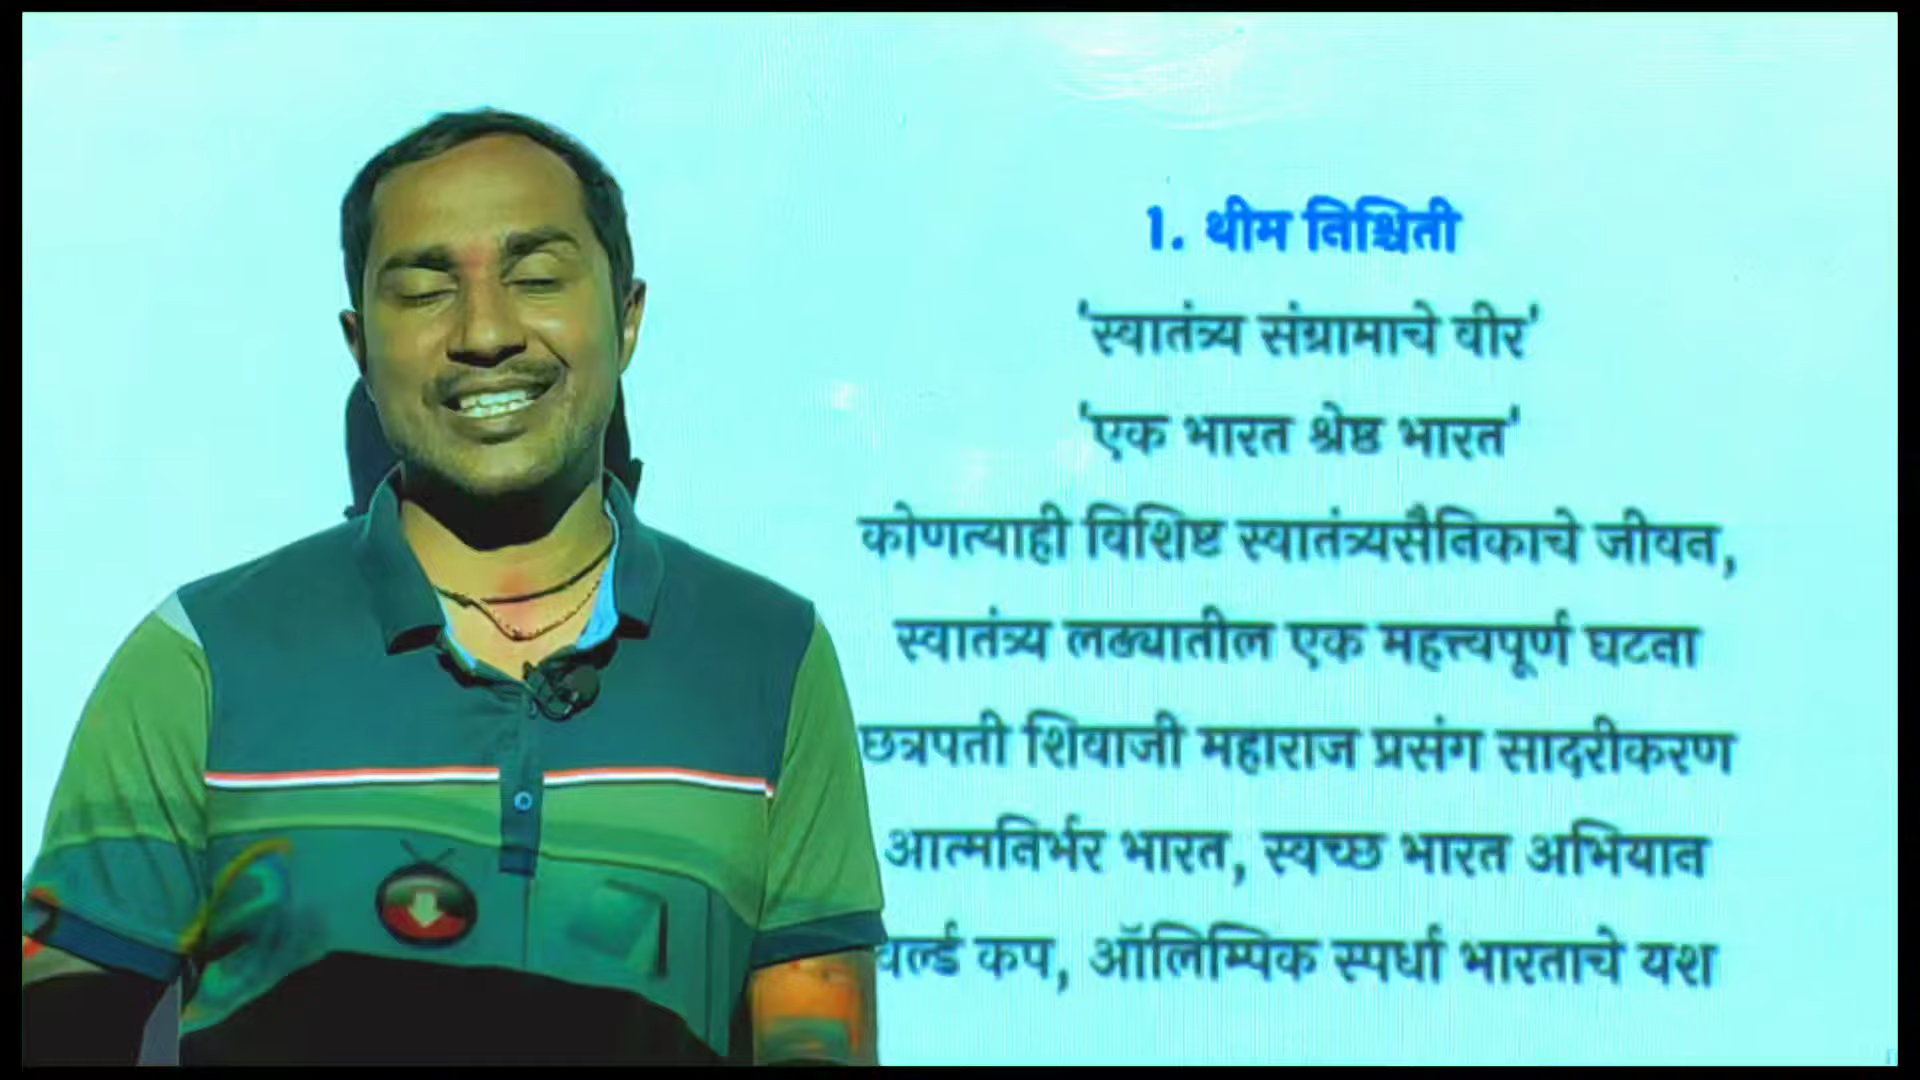 1. थीम निश्चिती
'स्वातंत्र्य संग्रामाचे वीर'
'एक भारत श्रेष्ठ भारत'
कोणत्याही विशिष्ट स्वातंत्र्यसैनिकाचे जीवन,
स्वातंत्र्य लढ्यातील एक महत्त्वपूर्ण घटना
छत्रपती शिवाजी महाराज प्रसंग सादरीकरण
आत्मनिर्भर भारत, स्वच्छ भारत अभियान
वर्ल्ड कप, ऑलिम्पिक स्पर्धा भारताचे यश